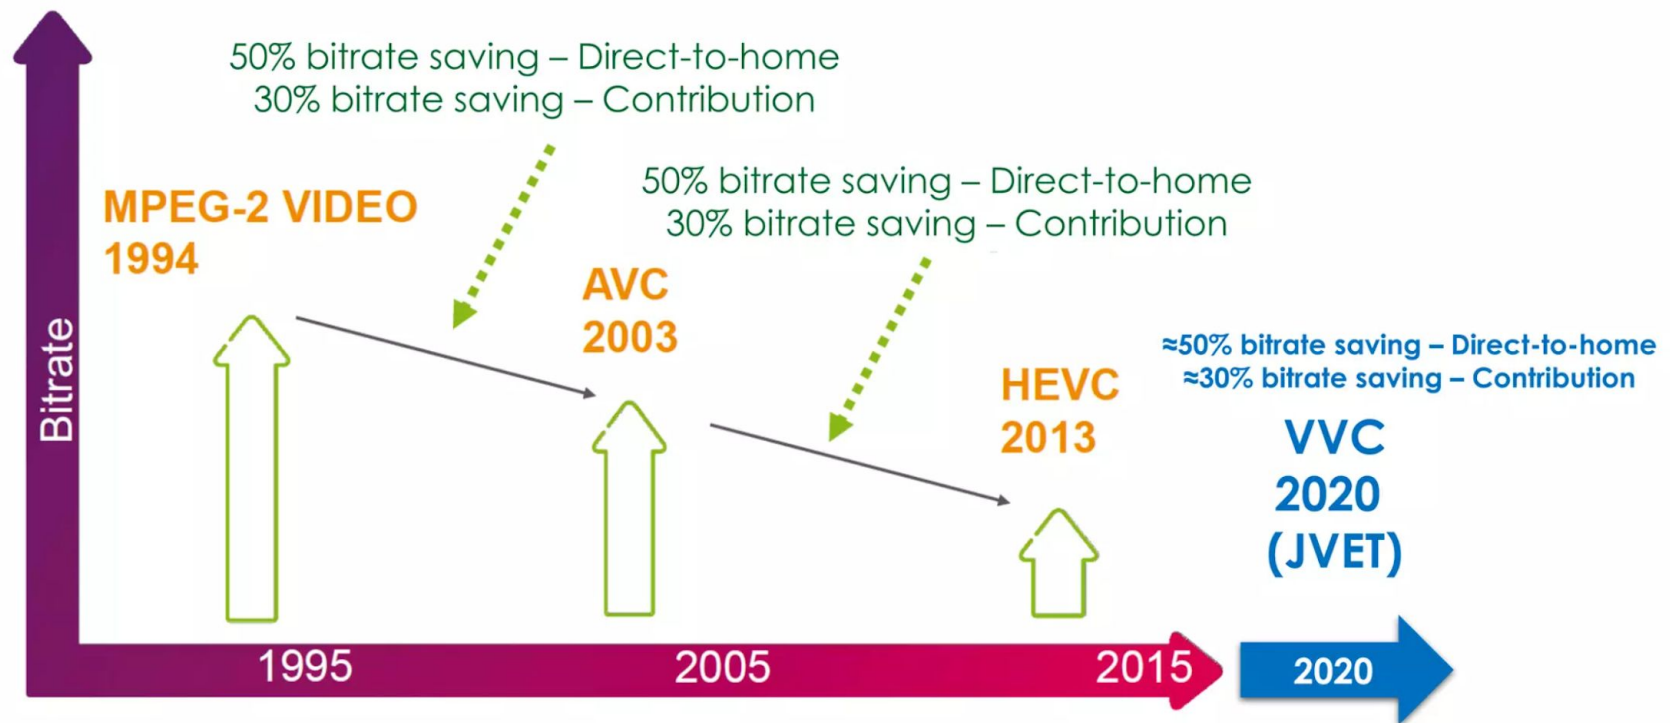 50% bitrate saving – Direct-to-home
30% bitrate saving – Contribution
50% bitrate saving – Direct-to-home
30% bitrate saving – Contribution
MPEG-2 VIDEO
1994
AVC
2003
≈50% bitrate saving – Direct-to-home
≈30% bitrate saving – Contribution
HEVC
2013
VVC
2020
(JVET)
Bitrate
1995
2005
2015
2020